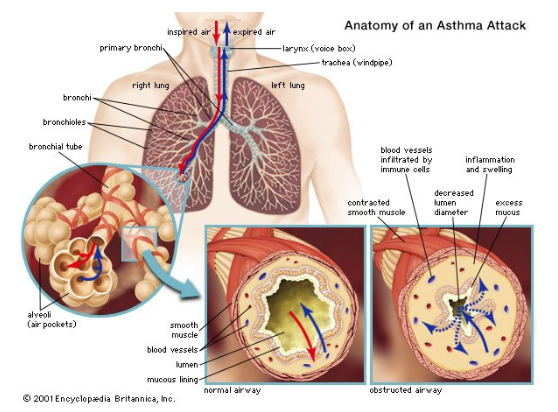 Anatomy of an Asthma Attack
inspired air
expired air
primary bronchi
larynx (voice box)
trachea (windpipe)
right lung
left lung
bronchi
bronchioles
bronchial tube
blood vessels
infiltrated by
immune cells
inflammation
and swelling
decreased
lumen
diameter
contracted
smooth muscle
excess
mucous
alveoli
(air pockets)
smooth
muscle
blood vessels
lumen
mucous lining
normal airway
obstructed airway
© 2001 Encyclopædia Britannica, Inc.